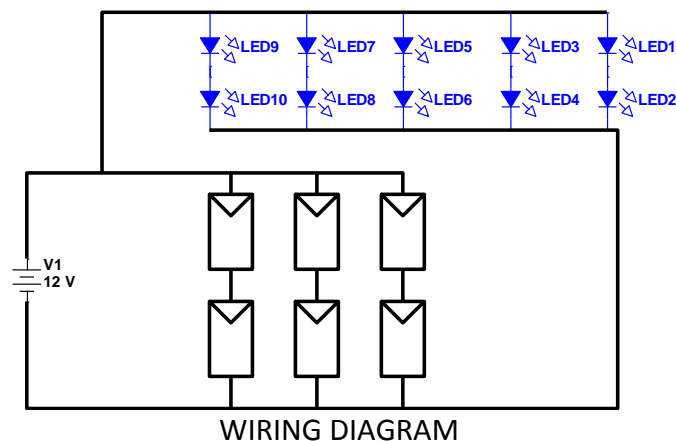 LED9 LED7 LED5 LED3 LED1
LED10 LED8 LED6 LED4 LED2
V1
12 V
WIRING DIAGRAM